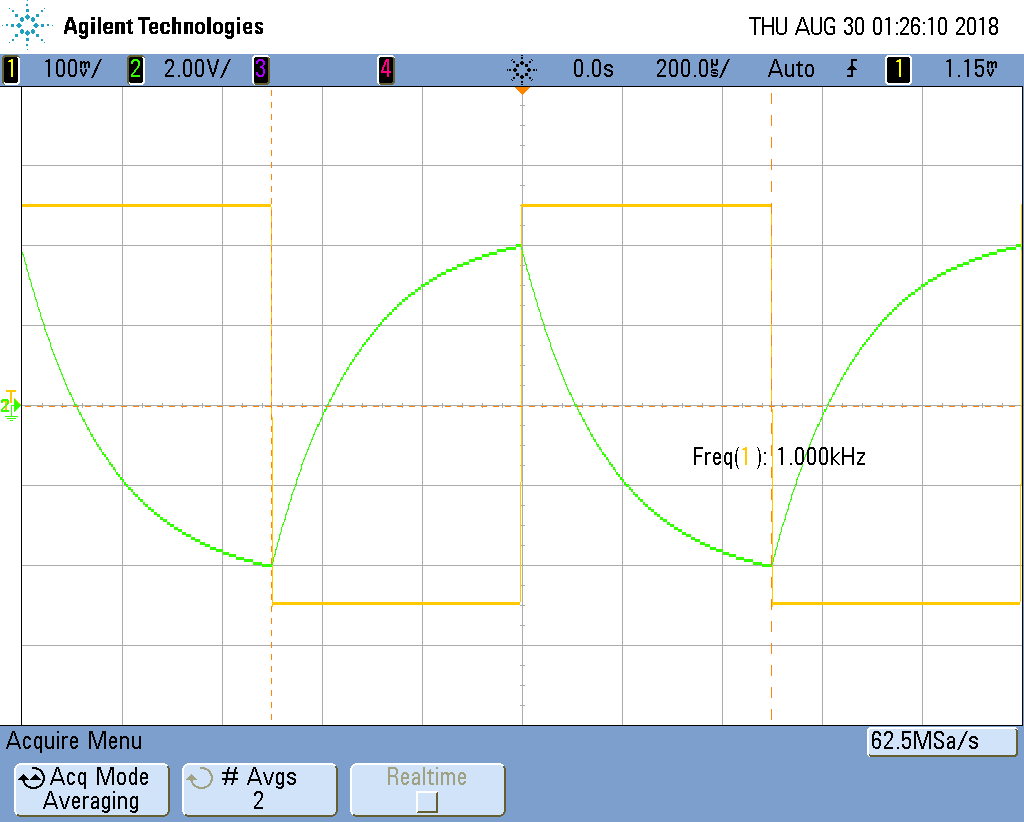 Agilent Technologies THU AUG 30 01:26:10 2018
1 100mV/ 2 2.00V/ 3 4 0.0s 200.0µs/ Auto 1 1.15mV
T
2
Freq(1): 1.000kHz
Acquire Menu 62.5MSa/s
Acq Mode # Avgs Realtime
Averaging 2